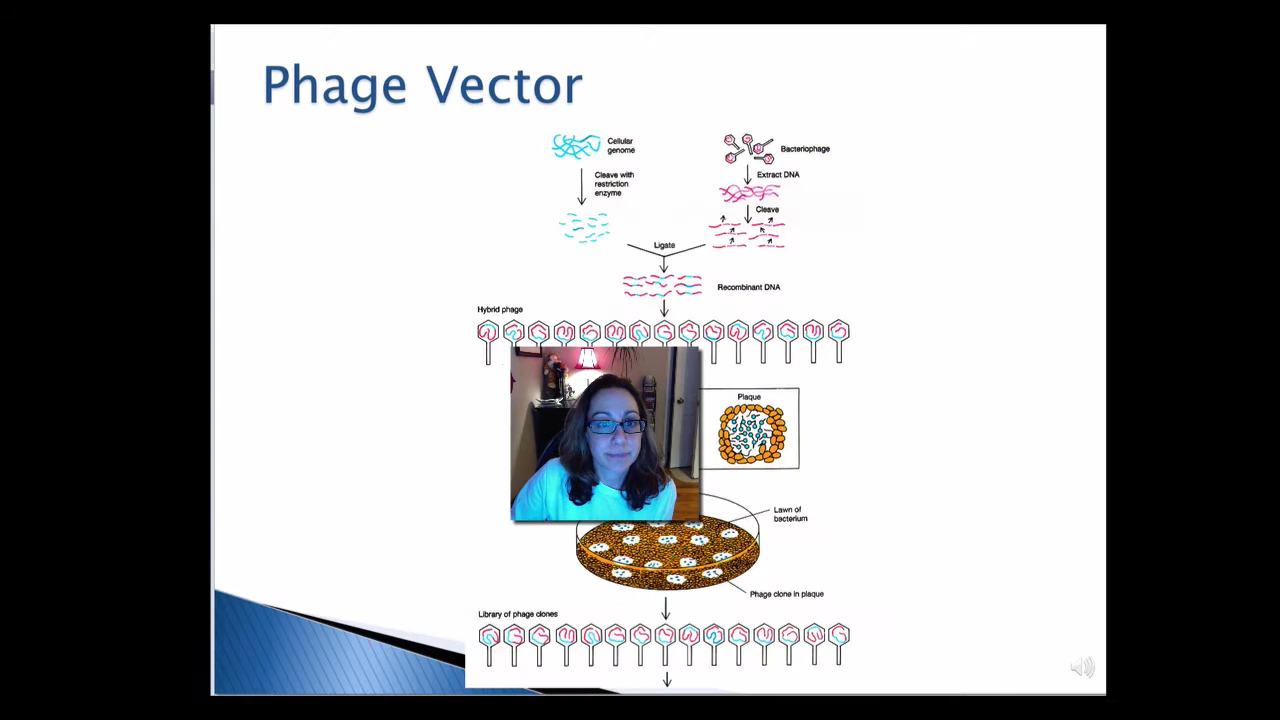 Phage Vector
Cellular
genome
Bacteriophage
Cleave with
restriction
enzyme
Extract DNA
Cleave
Ligate
Recombinant DNA
Hybrid phage
Plaque
Lawn of
bacterium
Phage clone in plaque
Library of phage clones